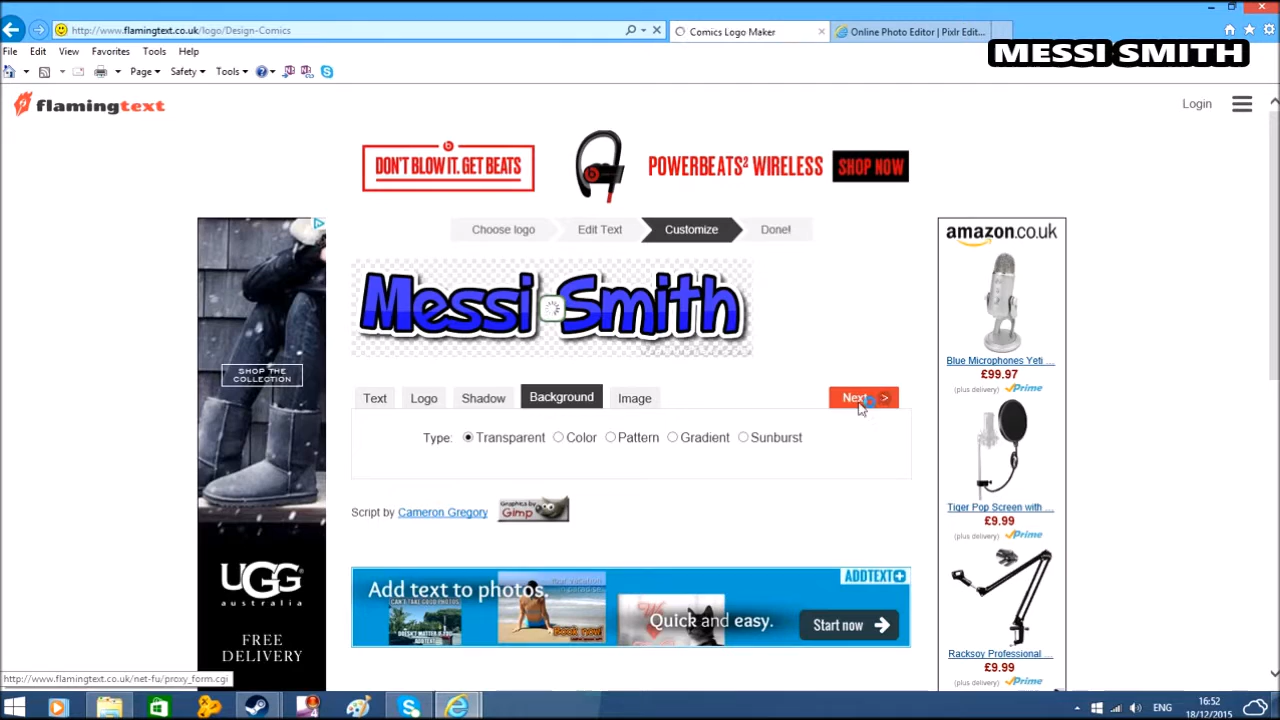 http://www.flamingtext.co.uk/logo/Design-Comics
Comics Logo Maker
Online Photo Editor | Pixlr Edit...
File Edit View Favorites Tools Help
Page Safety Tools
MESSI SMITH
flamingtext
Login
DON'T BLOW IT. GET BEATS
POWERBEATS² WIRELESS
SHOP NOW
Choose logo Edit Text Customize Done!
Messi Smith
Text Logo Shadow Background Image
Next >
Type: Transparent Color Pattern Gradient Sunburst
Script by Cameron Gregory
Graphics by
Gimp
SHOP THE
COLLECTION
UGG
australia
FREE
DELIVERY
amazon.co.uk
Blue Microphones Yeti ...
£99.97
(plus delivery) Prime
Tiger Pop Screen with ...
£9.99
(plus delivery) Prime
Racksoy Professional ...
£9.99
(plus delivery) Prime
Add text to photos.
ADDTEXT
Quick and easy.
Start now
http://www.flamingtext.co.uk/net-fu/proxy_form.cgi
ENG
16:52
18/12/2015